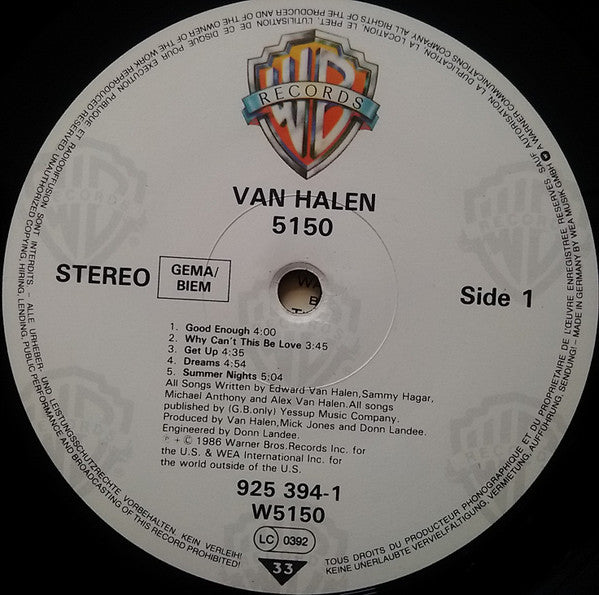 WB
RECORDS
VAN HALEN
5150
STEREO
GEMA/
BIEM
Side 1
1. Good Enough 4:00
2. Why Can't This Be Love 3:45
3. Get Up 4:35
4. Dreams 4:54
5. Summer Nights 5:04
All Songs Written by Edward Van Halen, Sammy Hagar,
Michael Anthony and Alex Van Halen. All songs
published by (G.B.only) Yessup Music Company.
Produced by Van Halen, Mick Jones and Donn Landee.
Engineered by Donn Landee.
℗ + © 1986 Warner Bros.Records Inc. for
the U.S. & WEA International Inc. for
the world outside of the U.S.
925 394-1
W5150
LC 0392
33
TOUS DROITS DU PRODUCTEUR PHONOGRAPHIQUE ET DU PROPRIETAIRE DE L'ŒUVRE ENREGISTREE RESERVES. SAUF AUTORISATION, LA DUPLICATION, LA LOCATION, LE PRET, L'UTILISATION DE CE DISQUE POUR EXECUTION PUBLIQUE ET RADIODIFFUSION SONT INTERDITS – ALLE URHEBER- UND LEISTUNGSSCHUTZRECHTE VORBEHALTEN. KEIN VERLEIH!
KEINE UNERLAUBTE VERVIELFÄLTIGUNG, VERMIETUNG, AUFFÜHRUNG, SENDUNG! – MADE IN GERMANY BY WEA MUSIK GMBH A WARNER COMMUNICATIONS COMPANY. ALL RIGHTS OF THE PRODUCER AND OF THE OWNER OF THE WORK REPRODUCED RESERVED. UNAUTHORIZED COPYING, HIRING, LENDING, PUBLIC PERFORMANCE AND BROADCASTING OF THIS RECORD PROHIBITED!